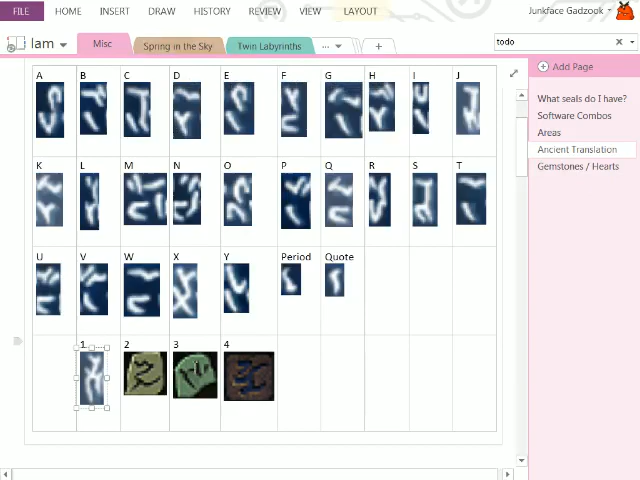 FILE HOME INSERT DRAW HISTORY REVIEW VIEW LAYOUT Junkface Gadzook
lam Misc Spring in the Sky Twin Labyrinths ... + todo
Add Page
What seals do I have?
Software Combos
Areas
Ancient Translation
Gemstones / Hearts
A B C D E F G H I J
K L M N O P Q R S T
U V W X Y Period Quote
1 2 3 4